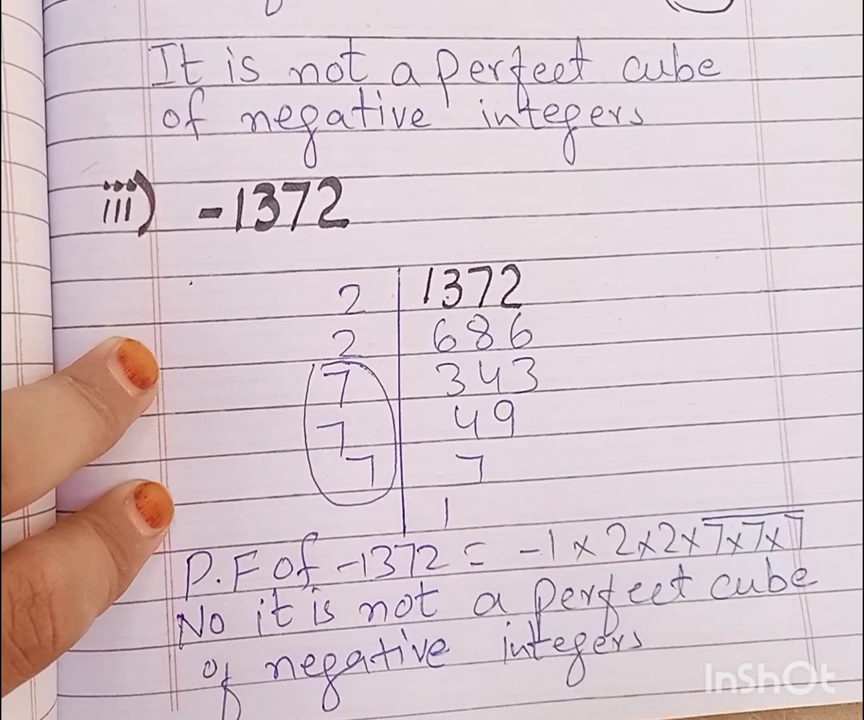 It is not a perfect cube
of negative integers
iii) -1372
2 | 1372
2 | 686
7 | 343
7 | 49
7 | 7
1
P.F of -1372 = -1 × 2 × 2 × 7 × 7 × 7
No it is not a perfect cube
of negative integers
InShOt